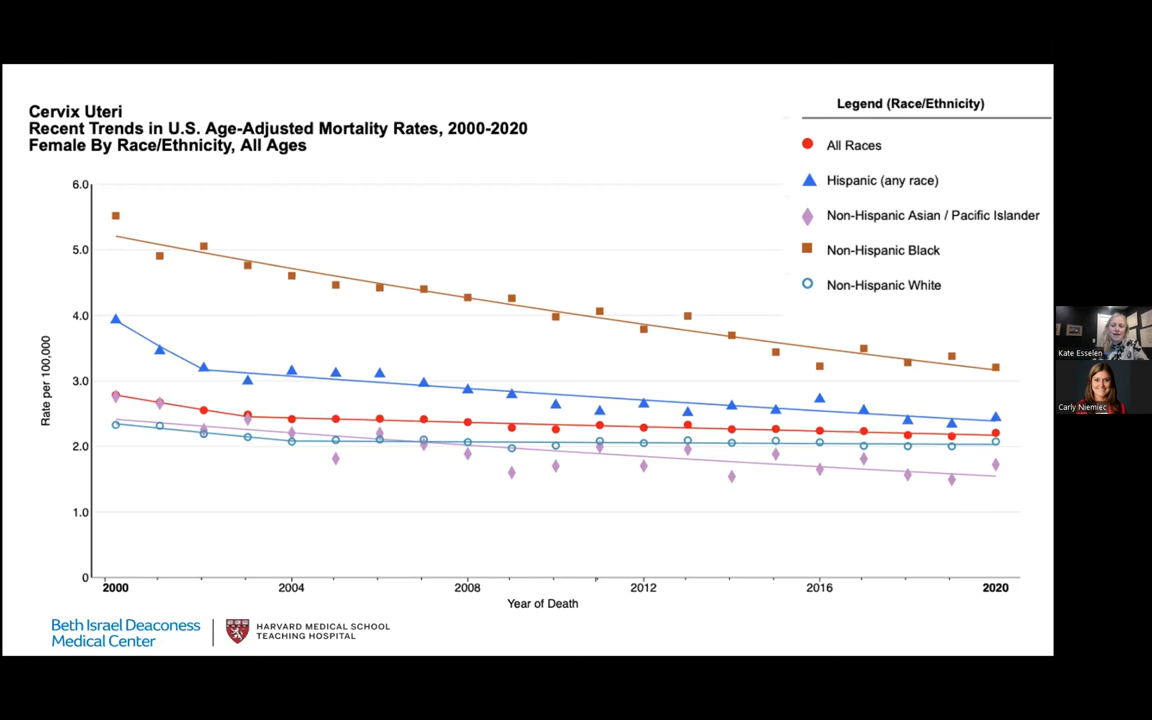 Cervix Uteri
Recent Trends in U.S. Age-Adjusted Mortality Rates, 2000-2020
Female By Race/Ethnicity, All Ages
Legend (Race/Ethnicity)
All Races
Hispanic (any race)
Non-Hispanic Asian / Pacific Islander
Non-Hispanic Black
Non-Hispanic White
6.0
5.0
4.0
3.0
2.0
1.0
0
Rate per 100,000
2000
2004
2008
2012
2016
2020
Year of Death
Beth Israel Deaconess
Medical Center
HARVARD MEDICAL SCHOOL
TEACHING HOSPITAL
Kate Esselen
Carly Niemiec